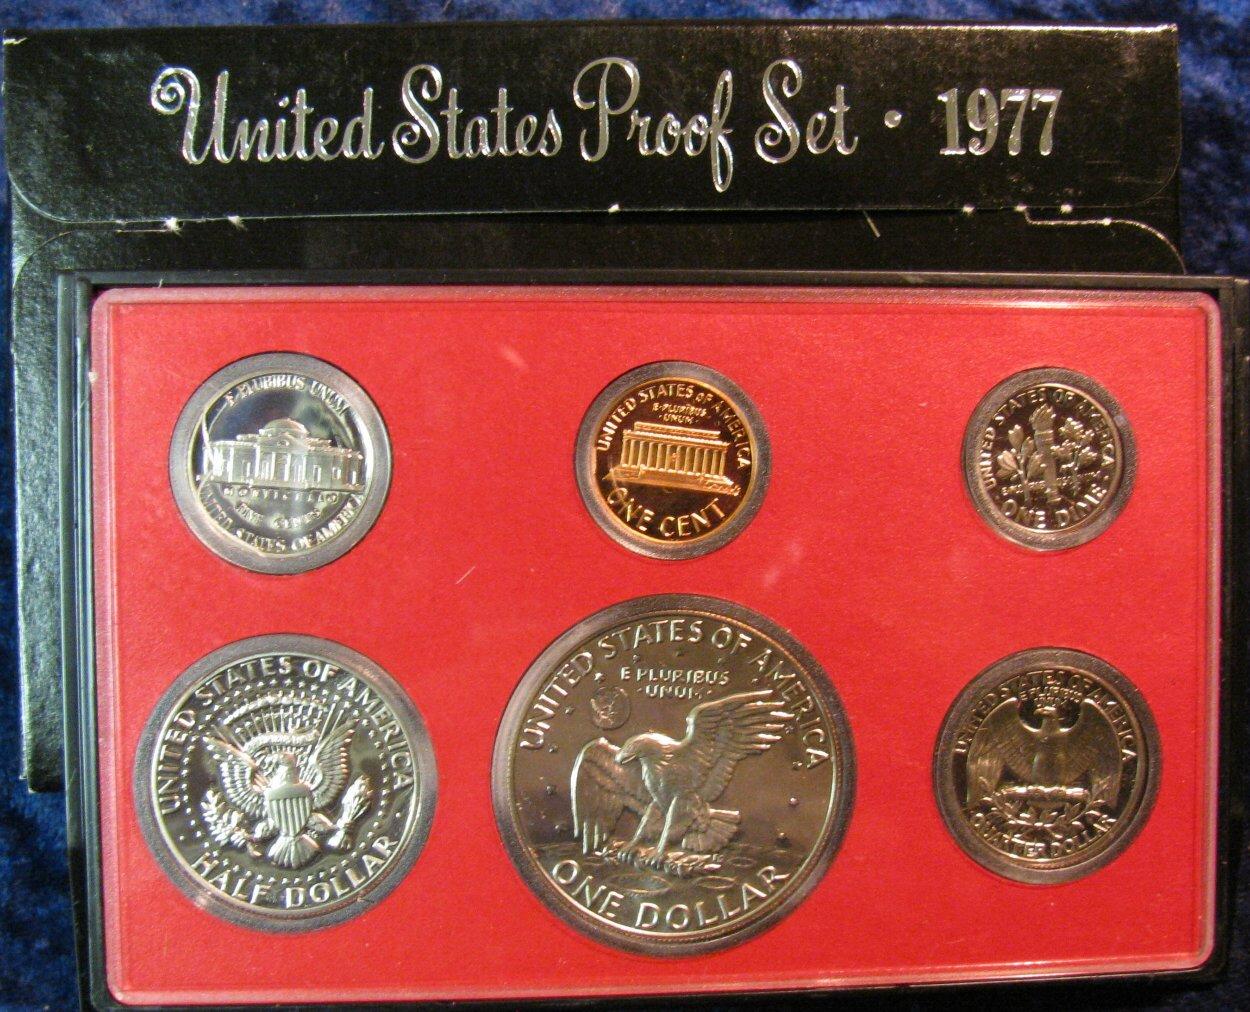 United States Proof Set · 1977
E PLURIBUS UNUM
MONTICELLO
FIVE CENTS
UNITED STATES OF AMERICA
UNITED STATES OF AMERICA
E·PLURIBUS
·UNUM·
ONE CENT
UNITED STATES OF AMERICA
ONE DIME
UNITED STATES OF AMERICA
HALF DOLLAR
UNITED STATES OF AMERICA
E PLURIBUS
·UNUM·
ONE DOLLAR
UNITED STATES OF AMERICA
E PLURIBUS
QUARTER DOLLAR